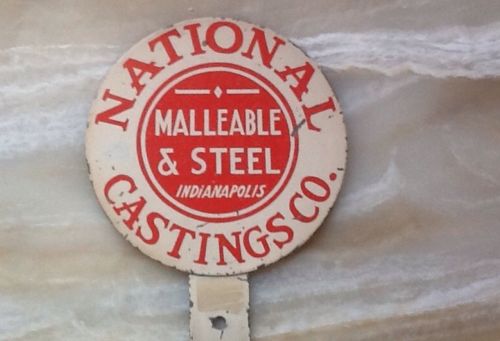 NATIONAL
MALLEABLE
& STEEL
INDIANAPOLIS
CASTINGS CO.